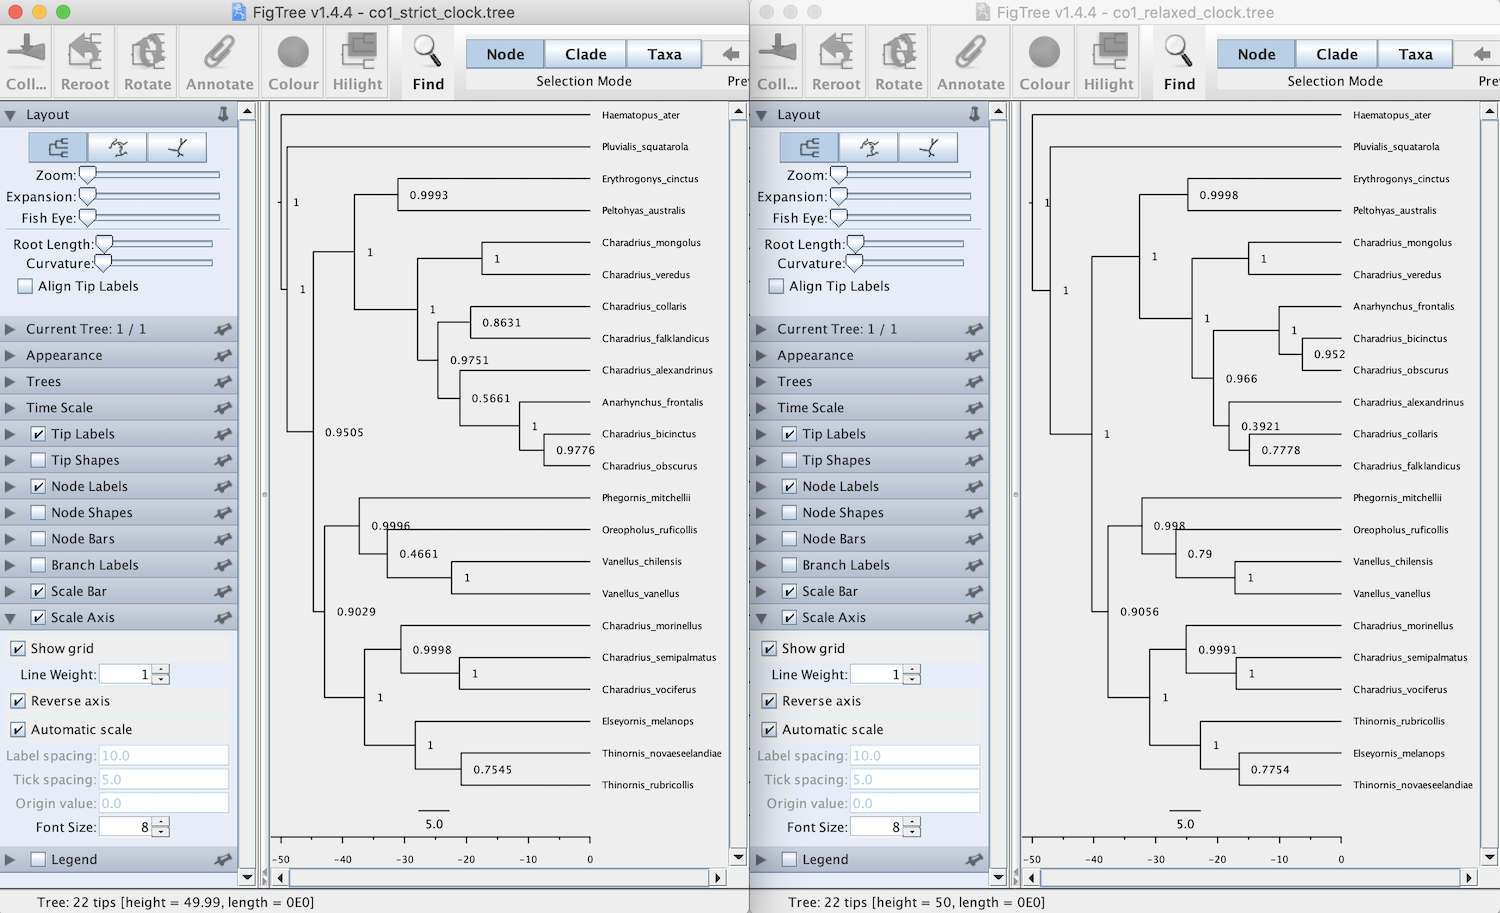 FigTree v1.4.4 - co1_strict_clock.tree
Coll...
Reroot
Rotate
Annotate
Colour
Hilight
Find
Node
Clade
Taxa
Selection Mode
Pre
Layout
Zoom:
Expansion:
Fish Eye:
Root Length:
Curvature:
Align Tip Labels
Current Tree: 1 / 1
Appearance
Trees
Time Scale
Tip Labels
Tip Shapes
Node Labels
Node Shapes
Node Bars
Branch Labels
Scale Bar
Scale Axis
Show grid
Line Weight: 1
Reverse axis
Automatic scale
Label spacing: 10.0
Tick spacing: 5.0
Origin value: 0.0
Font Size: 8
Legend
Haematopus_ater
Pluvialis_squatarola
Erythrogonys_cinctus
0.9993
1
Peltohyas_australis
Charadrius_mongolus
1
1
Charadrius_veredus
1
Charadrius_collaris
1
0.8631
Charadrius_falklandicus
0.9751
Charadrius_alexandrinus
0.5661
Anarhynchus_frontalis
1
0.9505
Charadrius_bicinctus
0.9776
Charadrius_obscurus
Phegornis_mitchellii
0.9996
Oreopholus_ruficollis
0.4661
Vanellus_chilensis
1
Vanellus_vanellus
0.9029
Charadrius_morinellus
0.9998
Charadrius_semipalmatus
1
Charadrius_vociferus
1
Elseyornis_melanops
1
Thinornis_novaeseelandiae
0.7545
Thinornis_rubricollis
5.0
-50 -40 -30 -20 -10 0
Tree: 22 tips [height = 49.99, length = 0E0]
FigTree v1.4.4 - co1_relaxed_clock.tree
Coll...
Reroot
Rotate
Annotate
Colour
Hilight
Find
Node
Clade
Taxa
Selection Mode
Pre
Layout
Zoom:
Expansion:
Fish Eye:
Root Length:
Curvature:
Align Tip Labels
Current Tree: 1 / 1
Appearance
Trees
Time Scale
Tip Labels
Tip Shapes
Node Labels
Node Shapes
Node Bars
Branch Labels
Scale Bar
Scale Axis
Show grid
Line Weight: 1
Reverse axis
Automatic scale
Label spacing: 10.0
Tick spacing: 5.0
Origin value: 0.0
Font Size: 8
Legend
Haematopus_ater
Pluvialis_squatarola
Erythrogonys_cinctus
0.9998
1
Peltohyas_australis
Charadrius_mongolus
1
1
Charadrius_veredus
1
Anarhynchus_frontalis
1
1
Charadrius_bicinctus
0.952
Charadrius_obscurus
0.966
Charadrius_alexandrinus
0.3921
1
Charadrius_collaris
0.7778
Charadrius_falklandicus
Phegornis_mitchellii
0.998
Oreopholus_ruficollis
0.79
Vanellus_chilensis
1
Vanellus_vanellus
0.9056
Charadrius_morinellus
0.9991
Charadrius_semipalmatus
1
Charadrius_vociferus
1
Thinornis_rubricollis
1
Elseyornis_melanops
0.7754
Thinornis_novaeseelandiae
5.0
-50 -40 -30 -20 -10 0
Tree: 22 tips [height = 50, length = 0E0]